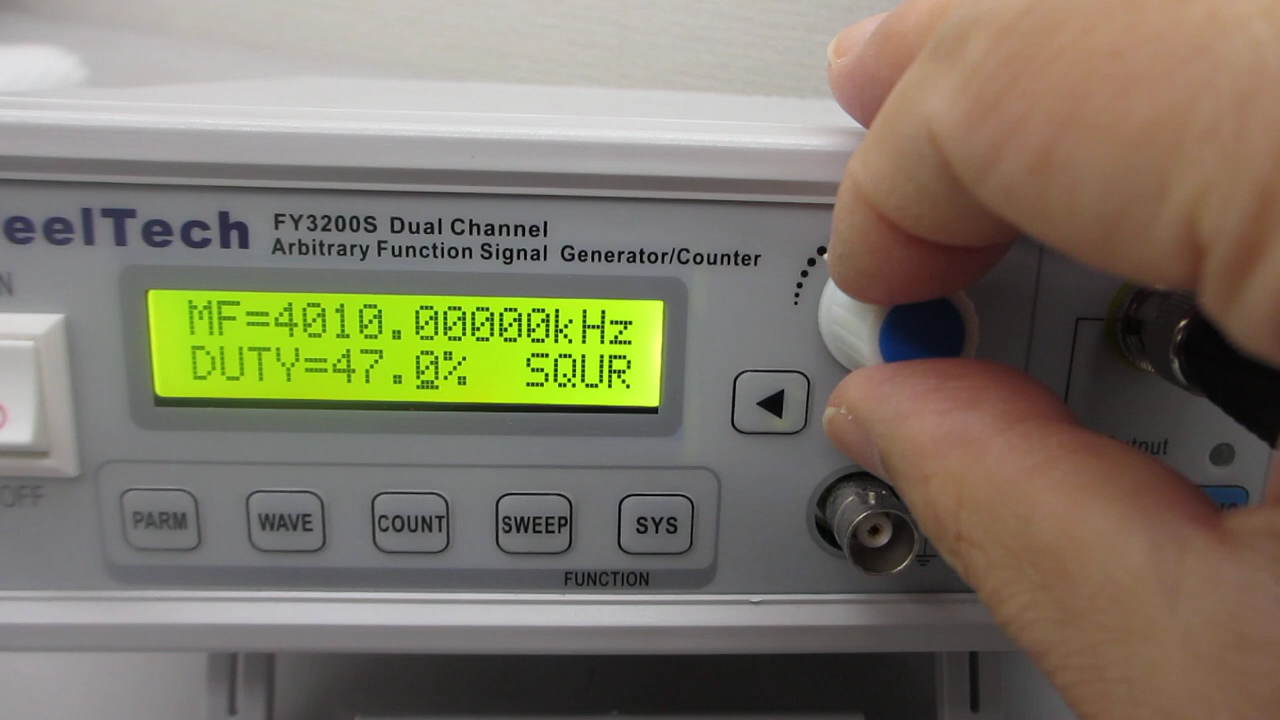 eelTech
FY3200S Dual Channel
Arbitrary Function Signal Generator/Counter
MF=4010.00000kHz
DUTY=47.0% SQUR
OFF
PARM
WAVE
COUNT
SWEEP
SYS
FUNCTION